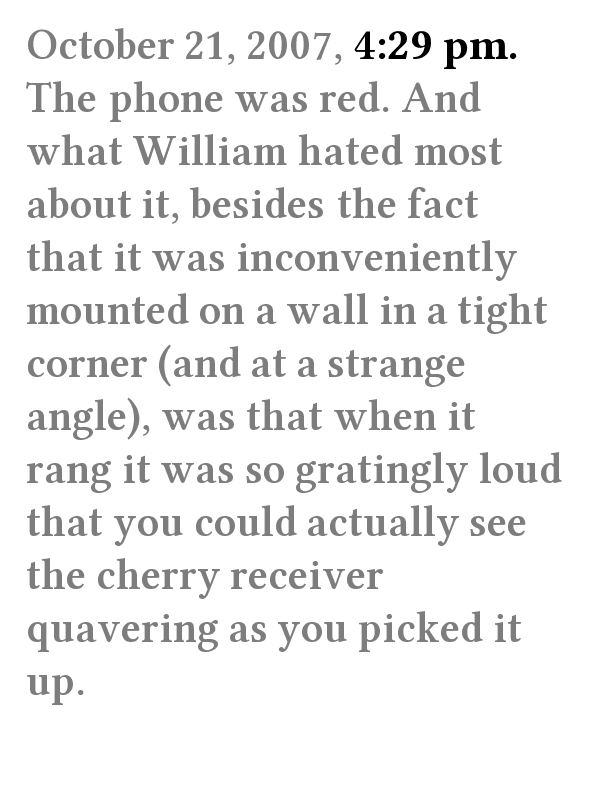 October 21, 2007, 4:29 pm.
The phone was red. And
what William hated most
about it, besides the fact
that it was inconveniently
mounted on a wall in a tight
corner (and at a strange
angle), was that when it
rang it was so gratingly loud
that you could actually see
the cherry receiver
quavering as you picked it
up.